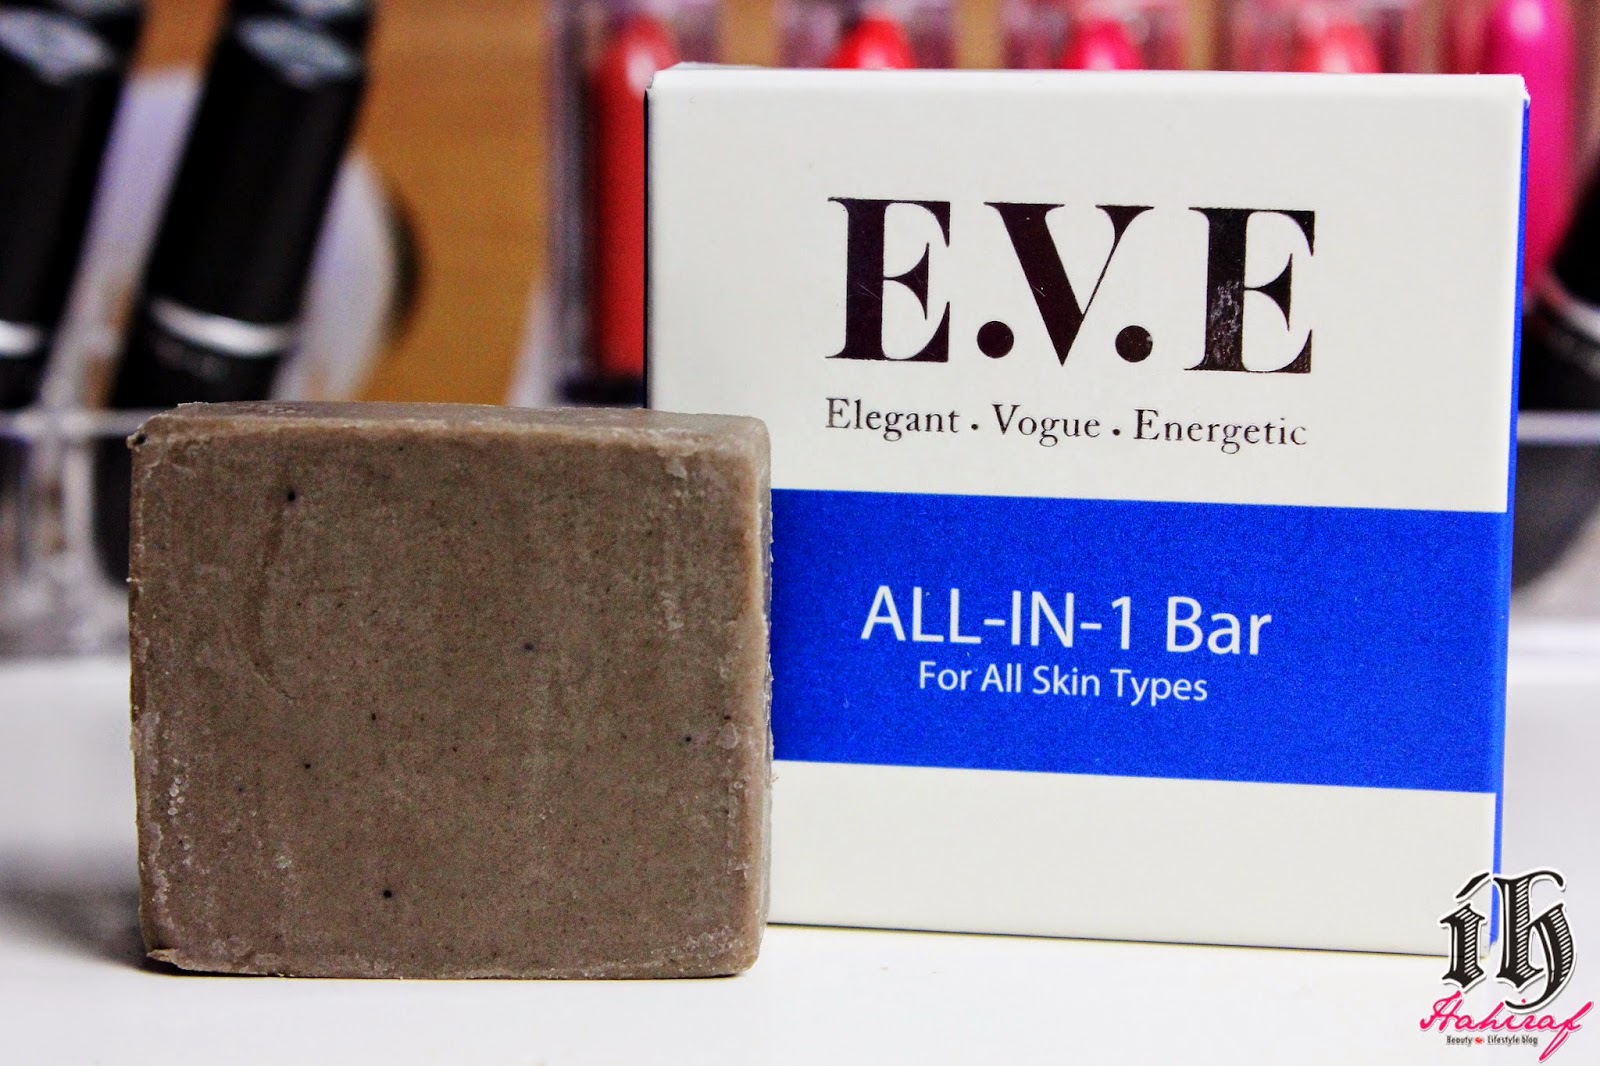 E.V.E
Elegant . Vogue . Energetic
ALL-IN-1 Bar
For All Skin Types
ih
Hahiraf
Beauty Lifestyle blog